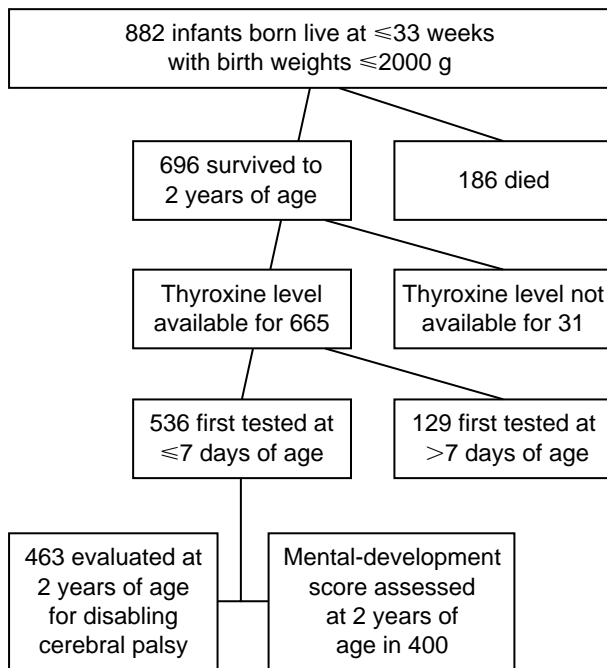 882 infants born live at ⩽33 weeks
with birth weights ⩽2000 g
696 survived to
2 years of age
186 died
Thyroxine level
available for 665
Thyroxine level not
available for 31
536 first tested at
⩽7 days of age
129 first tested at
>7 days of age
463 evaluated at
2 years of age
for disabling
cerebral palsy
Mental-development
score assessed
at 2 years of
age in 400